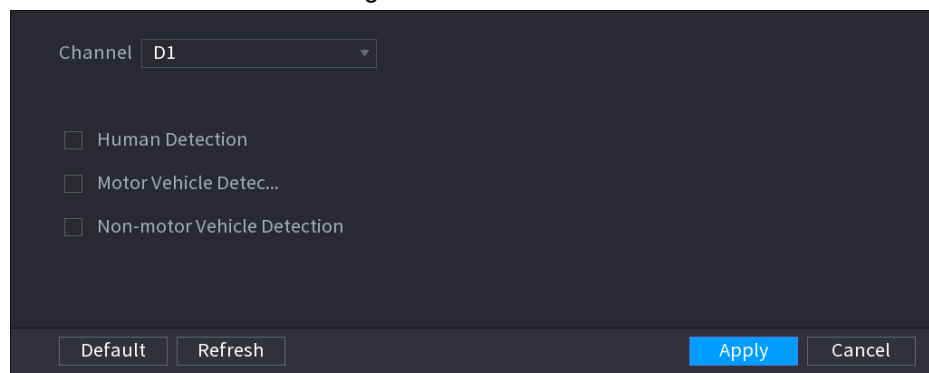 Channel D1
Human Detection
Motor Vehicle Detec...
Non-motor Vehicle Detection
Default Refresh Apply Cancel